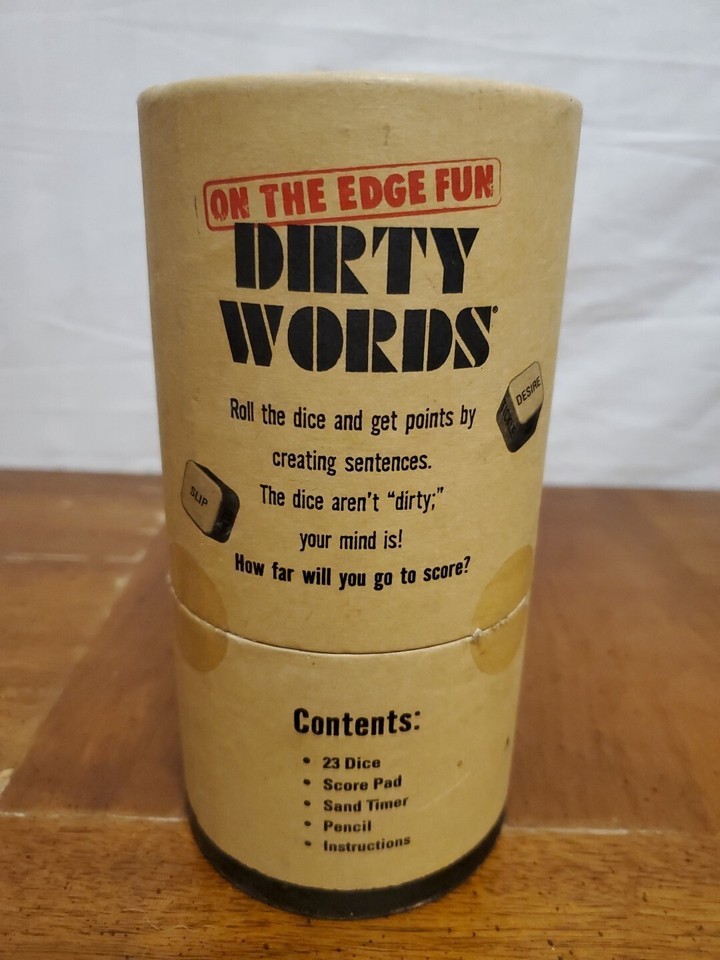 ON THE EDGE FUN
DIRTY
WORDS®
Roll the dice and get points by
creating sentences.
The dice aren't "dirty;"
your mind is!
How far will you go to score?
DESIRE
TICKLE
SLIP
Contents:
• 23 Dice
• Score Pad
• Sand Timer
• Pencil
• Instructions